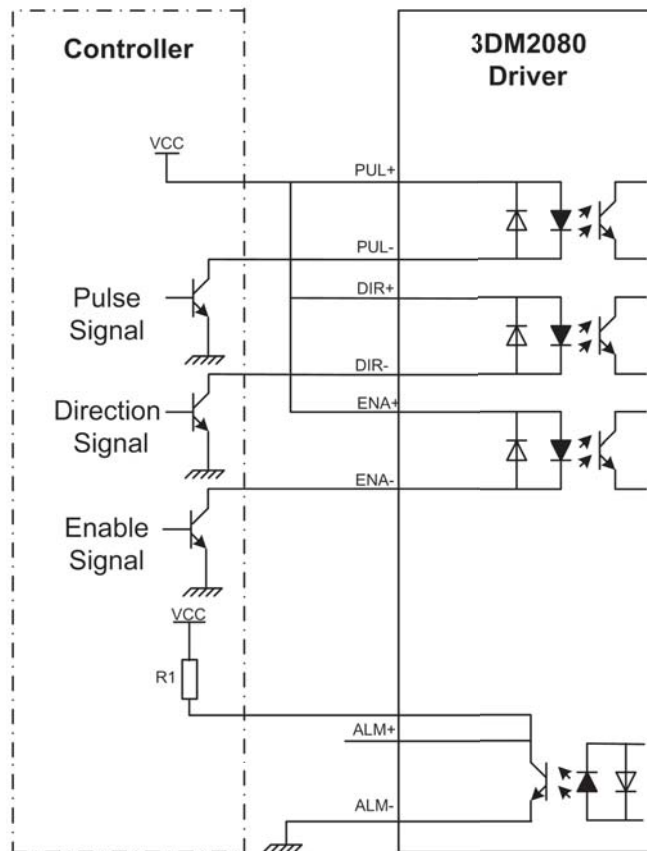 Controller
3DM2080
Driver
VCC
PUL+
PUL-
Pulse
Signal
DIR+
DIR-
Direction
Signal
ENA+
ENA-
Enable
Signal
VCC
R1
ALM+
ALM-